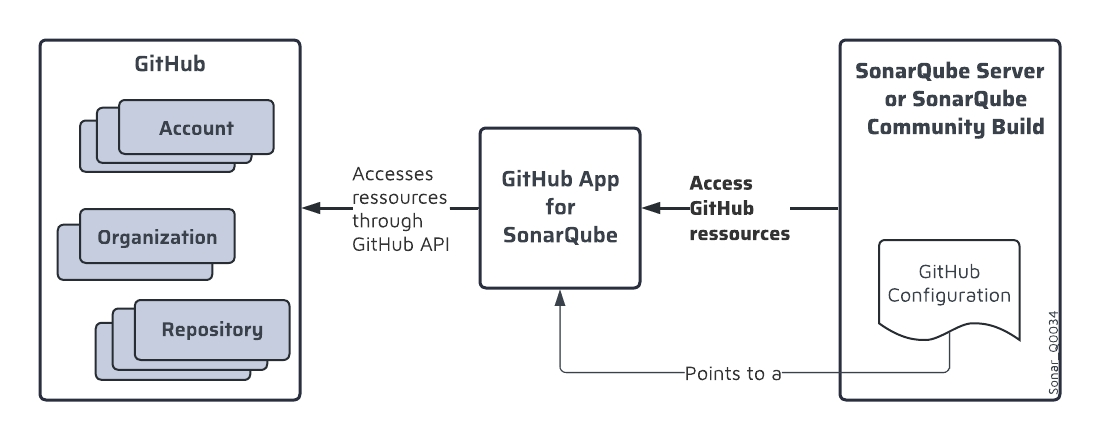 GitHub
Account
Organization
Repository
Accesses
ressources
through
GitHub API
GitHub App
for
SonarQube
Access
GitHub
ressources
SonarQube Server
or SonarQube
Community Build
GitHub
Configuration
Points to a
Sonar_Q0034